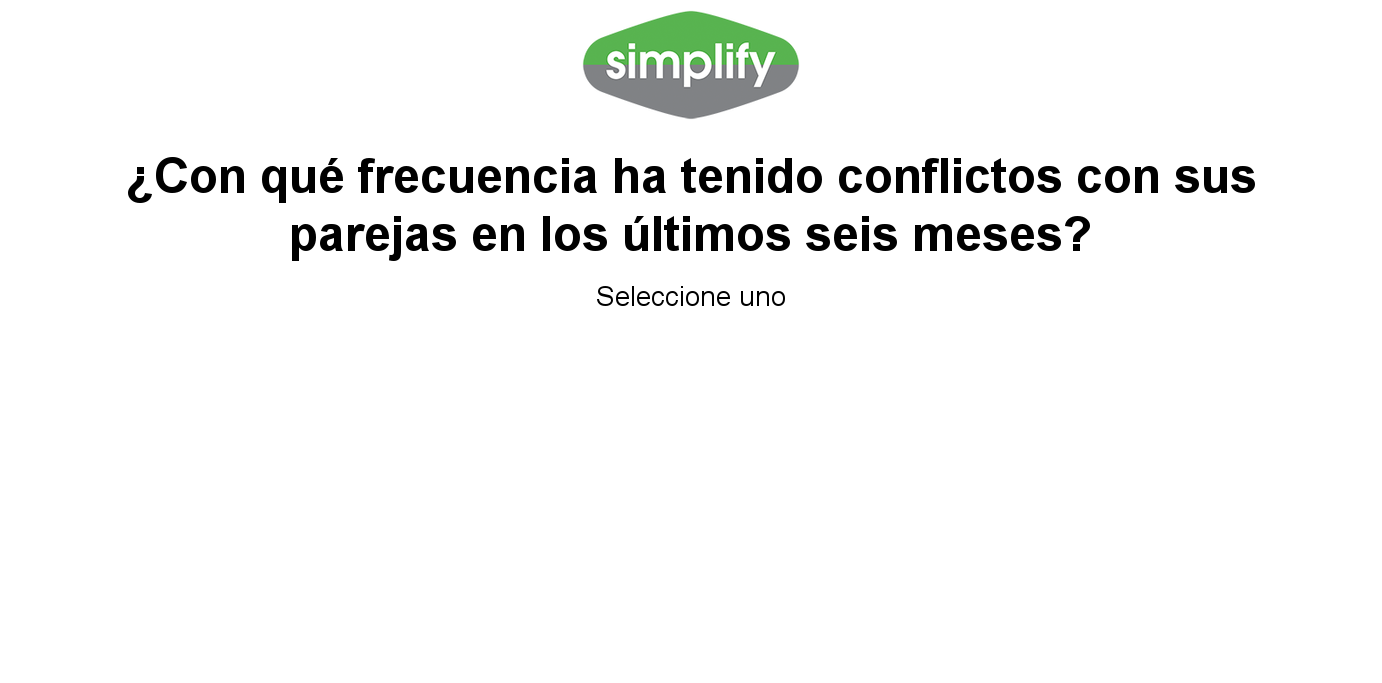 simplify
¿Con qué frecuencia ha tenido conflictos con sus
parejas en los últimos seis meses?
Seleccione uno